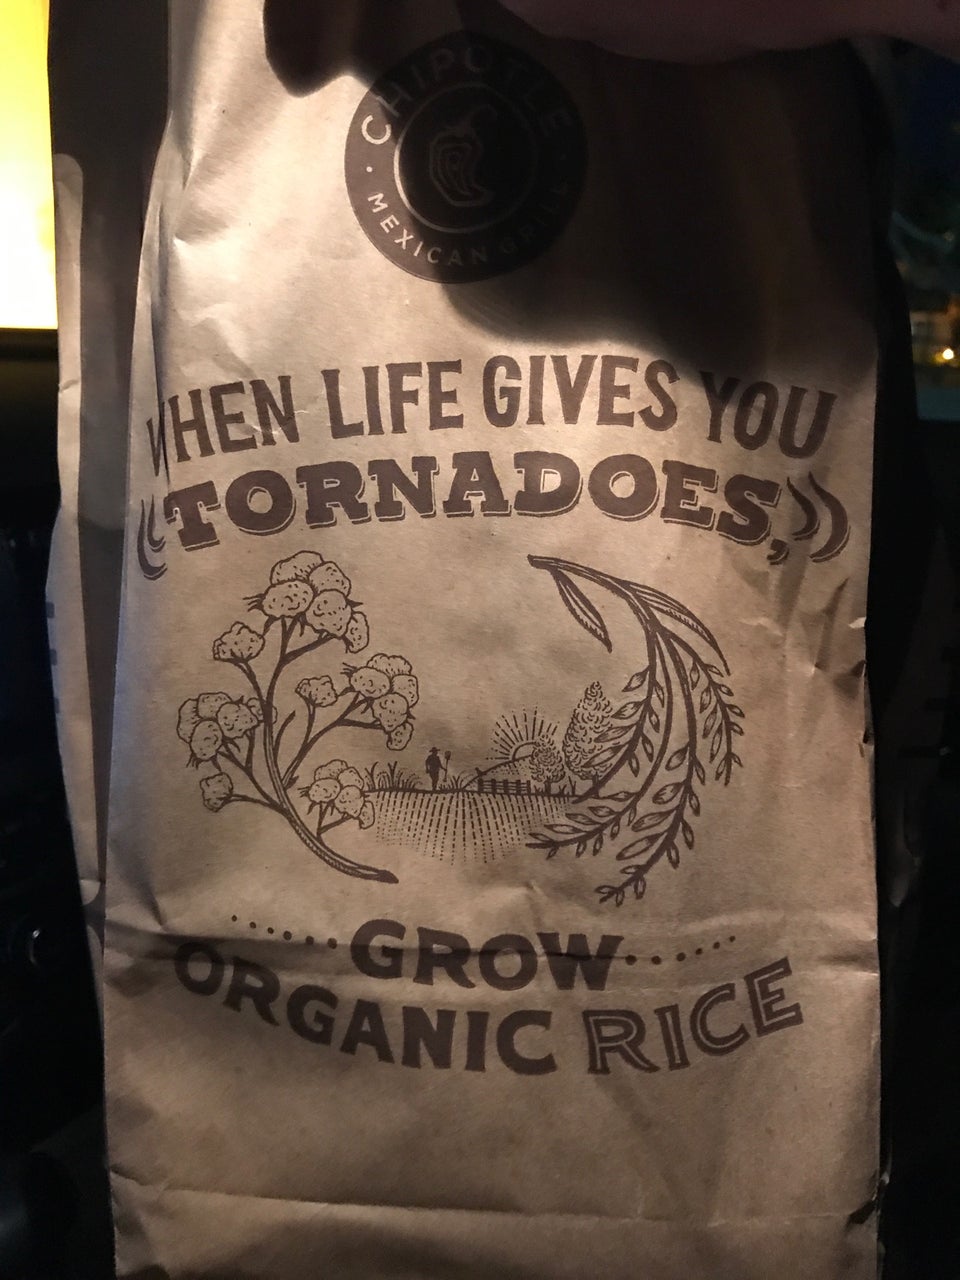 CHIPOTLE
MEXICAN GRILL
WHEN LIFE GIVES YOU
TORNADOES,
GROW
ORGANIC RICE